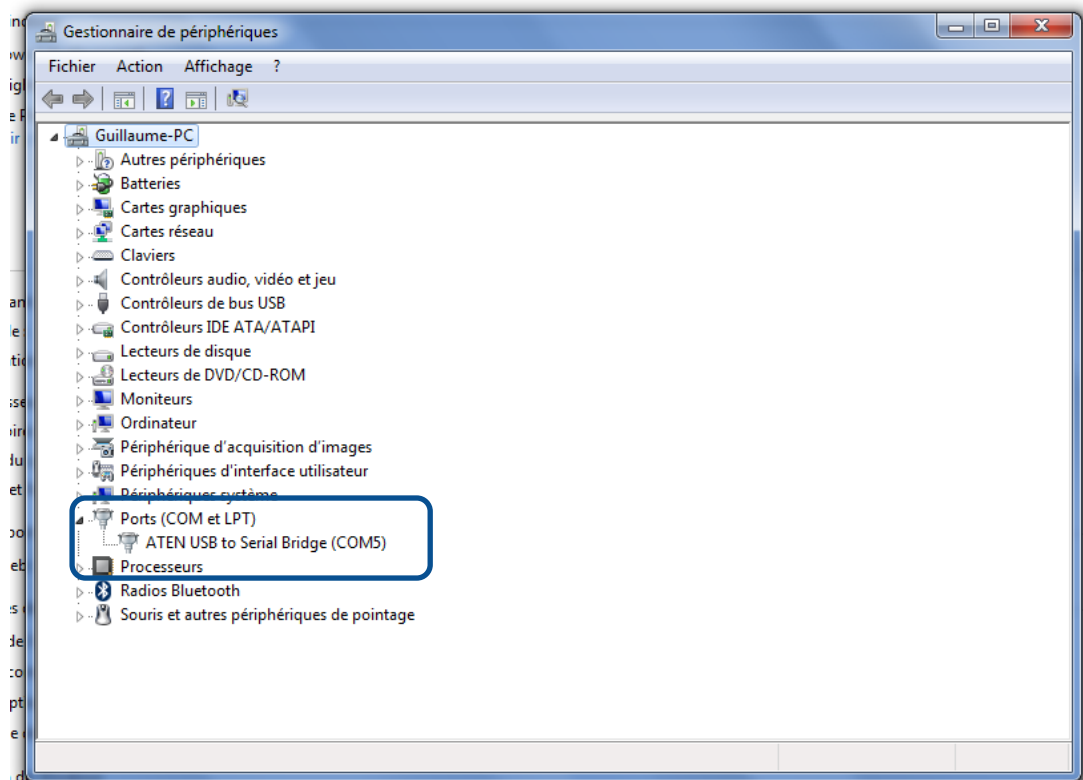 Gestionnaire de périphériques
Fichier Action Affichage ?
Guillaume-PC
Autres périphériques
Batteries
Cartes graphiques
Cartes réseau
Claviers
Contrôleurs audio, vidéo et jeu
Contrôleurs de bus USB
Contrôleurs IDE ATA/ATAPI
Lecteurs de disque
Lecteurs de DVD/CD-ROM
Moniteurs
Ordinateur
Périphérique d'acquisition d'images
Périphériques d'interface utilisateur
Périphériques système
Ports (COM et LPT)
ATEN USB to Serial Bridge (COM5)
Processeurs
Radios Bluetooth
Souris et autres périphériques de pointage